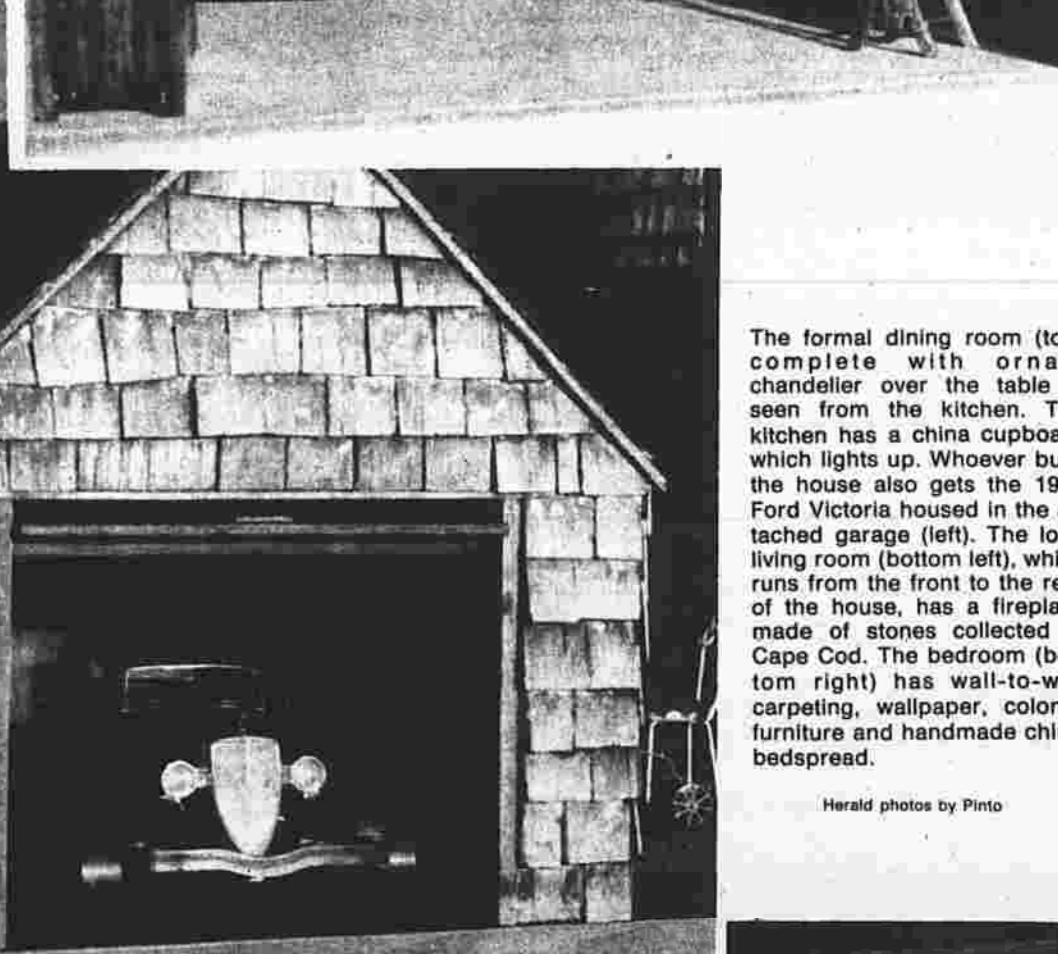 The formal dining room (to
complete with orna
chandelier over the table
seen from the kitchen. T
kitchen has a china cupboa
which lights up. Whoever bu
the house also gets the 19
Ford Victoria housed in the
tached garage (left). The lo
living room (bottom left), whi
runs from the front to the re
of the house, has a firepla
made of stones collected
Cape Cod. The bedroom (b
tom right) has wall-to-w
carpeting, wallpaper, colon
furniture and handmade chi
bedspread.
Herald photos by Pinto